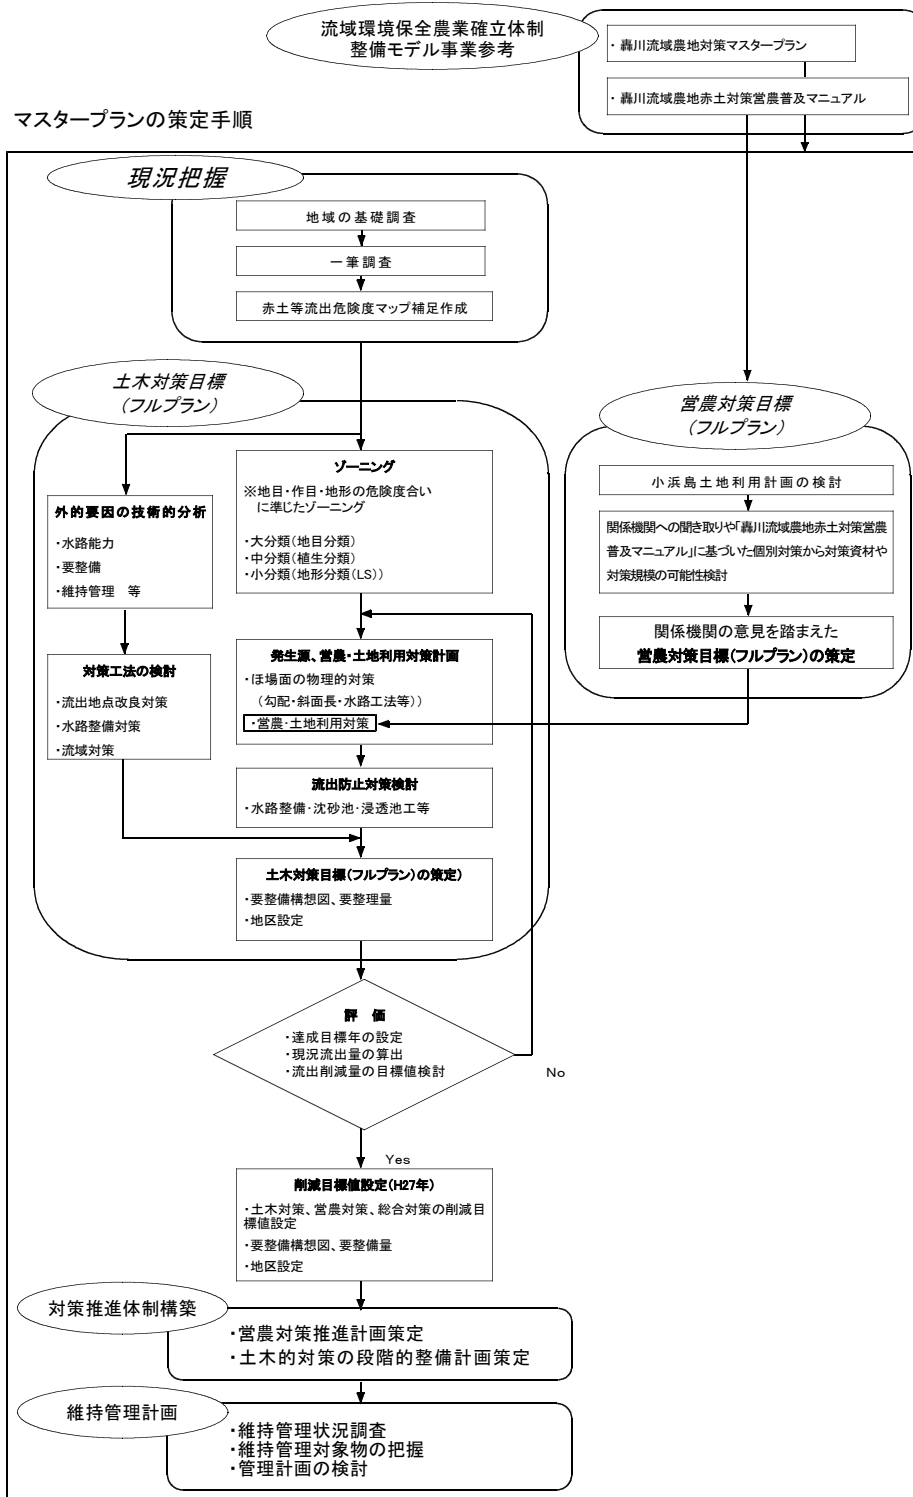 流域環境保全農業確立体制
整備モデル事業参考
・ 轟川流域農地対策マスタープラン
・ 轟川流域農地赤土対策営農普及マニュアル
マスタープランの策定手順
現況把握
地域の基礎調査
一筆調査
赤土等流出危険度マップ補足作成
土木対策目標
(フルプラン)
営農対策目標
(フルプラン)
外的要因の技術的分析
・水路能力
・要整備
・維持管理　等
ゾーニング
※地目・作目・地形の危険度合い
に準じたゾーニング
・大分類(地目分類)
・中分類(植生分類)
・小分類(地形分類(LS))
小浜島土地利用計画の検討
関係機関への聞き取りや「轟川流域農地赤土対策営農
普及マニュアル」に基づいた個別対策から対策資材や
対策規模の可能性検討
関係機関の意見を踏まえた
営農対策目標(フルプラン)の策定
対策工法の検討
・流出地点改良対策
・水路整備対策
・流域対策
発生源、営農・土地利用対策計画
・ほ場面の物理的対策
(勾配・斜面長・水路工法等))
・営農・土地利用対策
流出防止対策検討
・水路整備・沈砂池・浸透池工等
土木対策目標(フルプラン)の策定)
・要整備構想図、要整理量
・地区設定
評　価
・達成目標年の設定
・現況流出量の算出
・流出削減量の目標値検討
No
Yes
削減目標値設定(H27年)
・土木対策、営農対策、総合対策の削減目
標値設定
・要整備構想図、要整備量
・地区設定
対策推進体制構築
・営農対策推進計画策定
・土木的対策の段階的整備計画策定
維持管理計画
・維持管理状況調査
・維持管理対象物の把握
・管理計画の検討